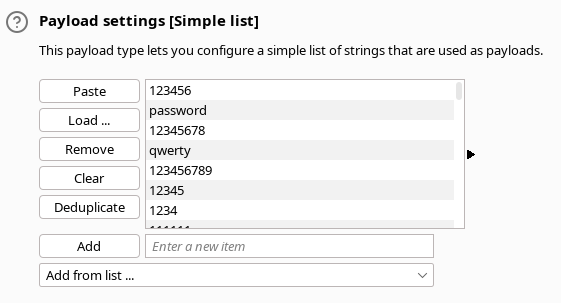 ?
Payload settings [Simple list]
This payload type lets you configure a simple list of strings that are used as payloads.
Paste
Load ...
Remove
Clear
Deduplicate
123456
password
12345678
qwerty
123456789
12345
1234
Add
Enter a new item
Add from list ...